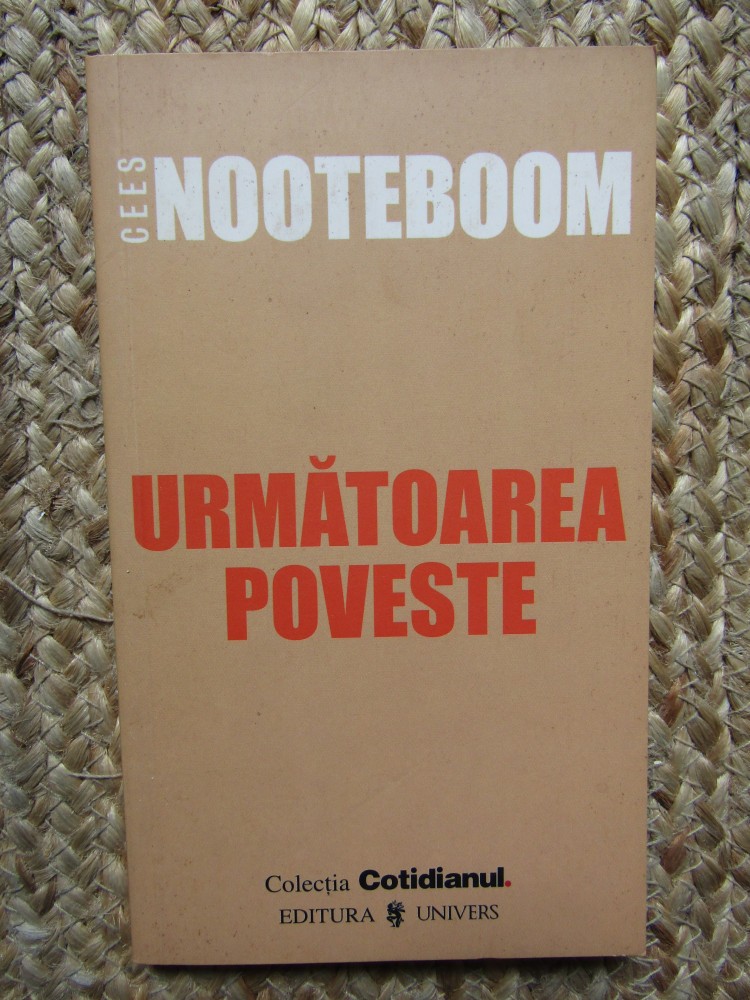 CEES
NOOTEBOOM
URMĂTOAREA
POVESTE
Colecția Cotidianul.
EDITURA UNIVERS